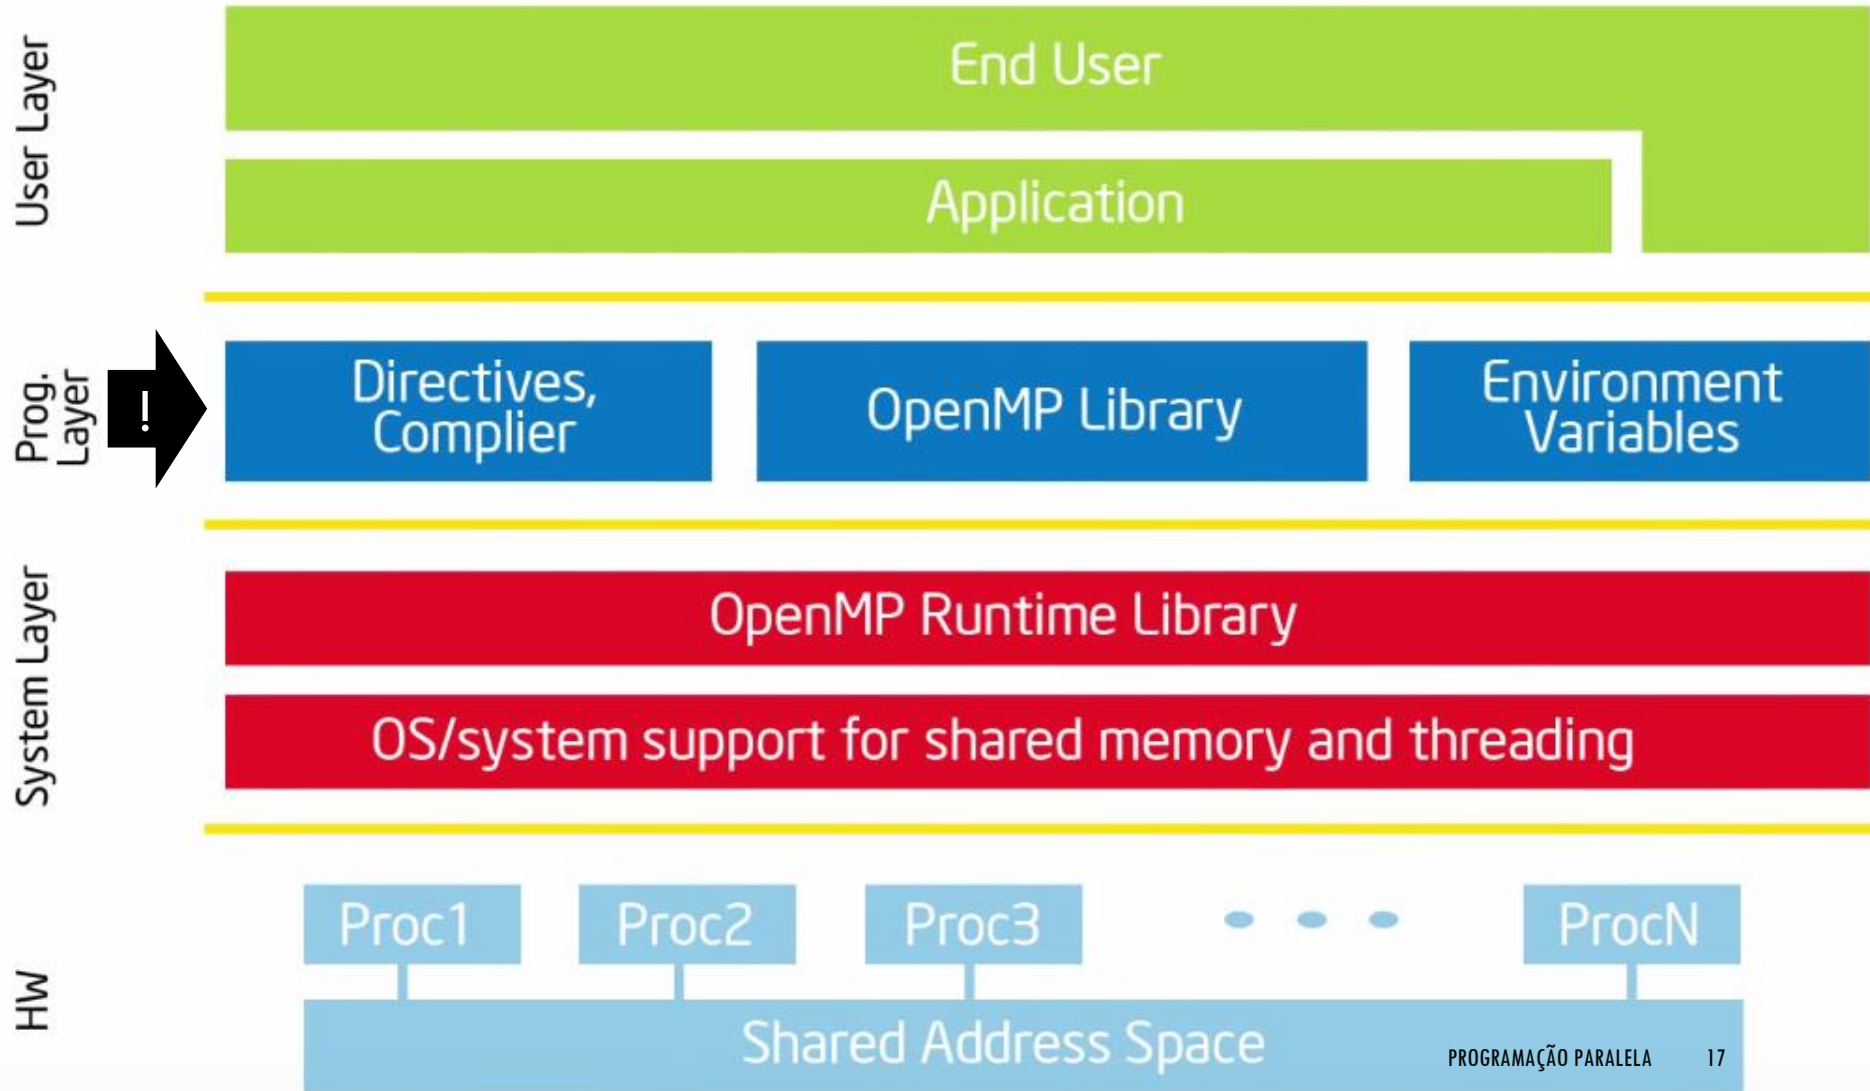 User Layer
End User
Application
Prog.
Layer
!
Directives,
Complier
OpenMP Library
Environment
Variables
System Layer
OpenMP Runtime Library
OS/system support for shared memory and threading
HW
Proc1
Proc2
Proc3
ProcN
Shared Address Space
PROGRAMAÇÃO PARALELA 17